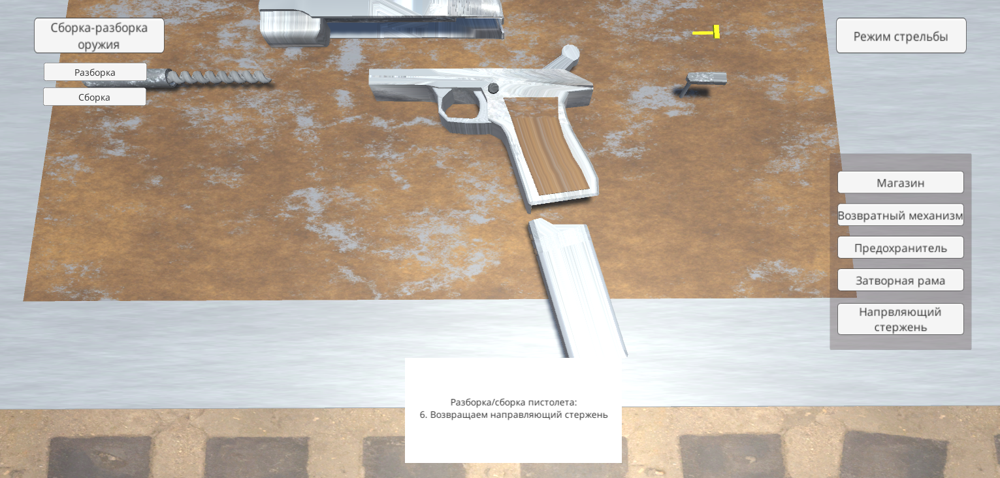 Сборка-разборка
оружия
Режим стрельбы
Разборка
Сборка
Магазин
Возвратный механизм
Предохранитель
Затворная рама
Напрвляющий
стержень
Разборка/сборка пистолета:
6. Возвращаем направляющий стержень